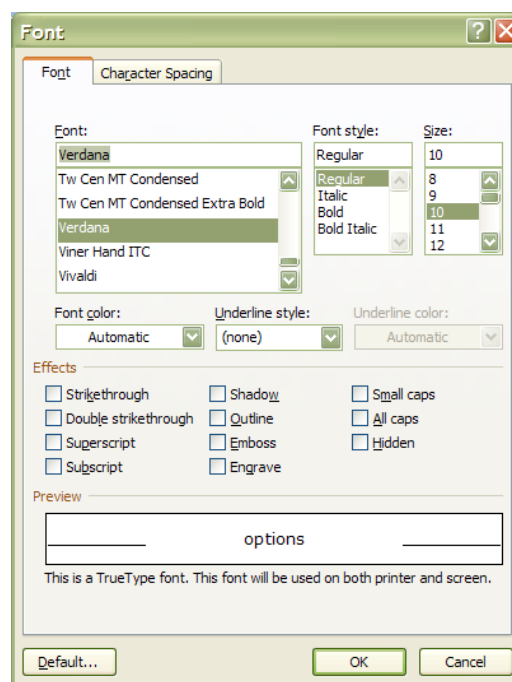 Font
Font Character Spacing
Font: Font style: Size:
Verdana Regular 10
Tw Cen MT Condensed Regular 8
Tw Cen MT Condensed Extra Bold Italic 9
Verdana Bold 10
Viner Hand ITC Bold Italic 11
Vivaldi 12
Font color: Underline style: Underline color:
Automatic (none) Automatic
Effects
Strikethrough Shadow Small caps
Double strikethrough Outline All caps
Superscript Emboss Hidden
Subscript Engrave
Preview
options
This is a TrueType font. This font will be used on both printer and screen.
Default... OK Cancel